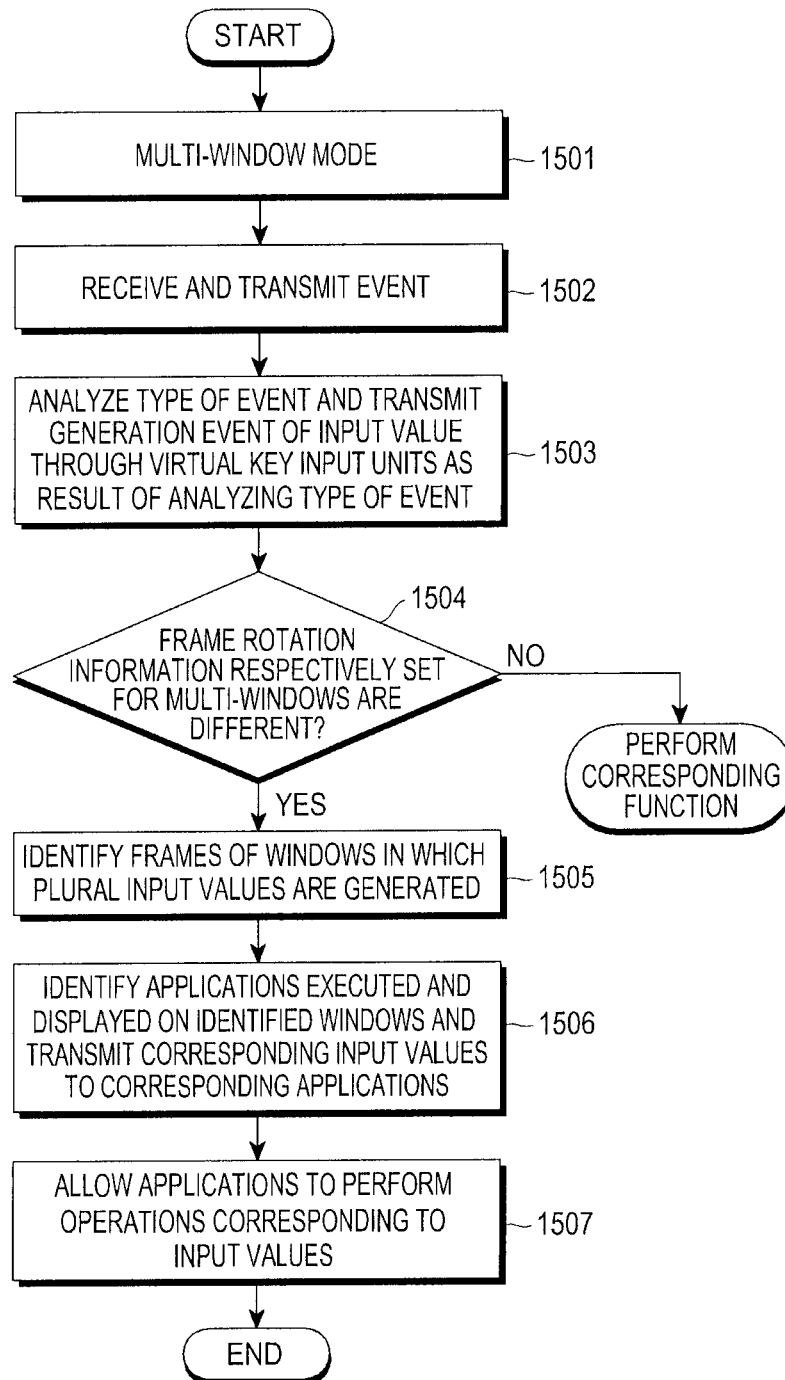 START
MULTI-WINDOW MODE
1501
RECEIVE AND TRANSMIT EVENT
1502
ANALYZE TYPE OF EVENT AND TRANSMIT
GENERATION EVENT OF INPUT VALUE
THROUGH VIRTUAL KEY INPUT UNITS AS
RESULT OF ANALYZING TYPE OF EVENT
1503
1504
FRAME ROTATION
INFORMATION RESPECTIVELY SET
FOR MULTI-WINDOWS ARE
DIFFERENT?
NO
PERFORM
CORRESPONDING
FUNCTION
YES
IDENTIFY FRAMES OF WINDOWS IN WHICH
PLURAL INPUT VALUES ARE GENERATED
1505
IDENTIFY APPLICATIONS EXECUTED AND
DISPLAYED ON IDENTIFIED WINDOWS AND
TRANSMIT CORRESPONDING INPUT VALUES
TO CORRESPONDING APPLICATIONS
1506
ALLOW APPLICATIONS TO PERFORM
OPERATIONS CORRESPONDING TO
INPUT VALUES
1507
END